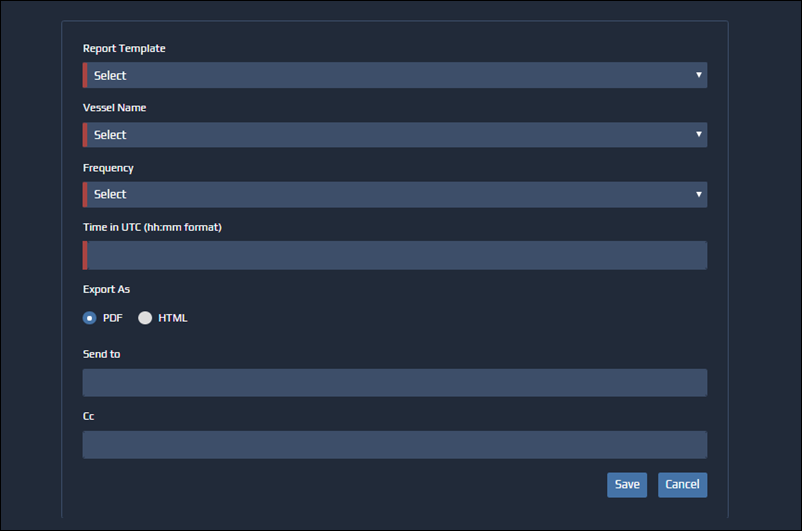 Report Template
Select
Vessel Name
Select
Frequency
Select
Time in UTC (hh:mm format)
Export As
PDF HTML
Send to
Cc
Save Cancel